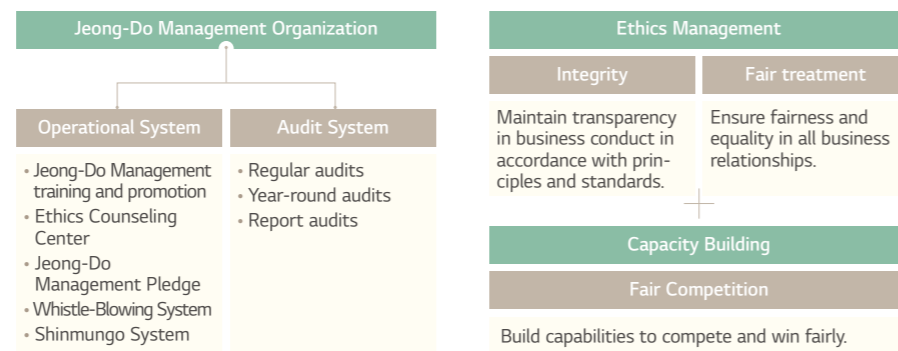 Jeong-Do Management Organization
Operational System
• Jeong-Do Management
training and promotion
• Ethics Counseling
Center
• Jeong-Do
Management Pledge
• Whistle-Blowing System
• Shinmungo System
Audit System
• Regular audits
• Year-round audits
• Report audits
Ethics Management
Integrity
Maintain transparency
in business conduct in
accordance with prin-
ciples and standards.
Fair treatment
Ensure fairness and
equality in all business
relationships.
Capacity Building
Fair Competition
Build capabilities to compete and win fairly.